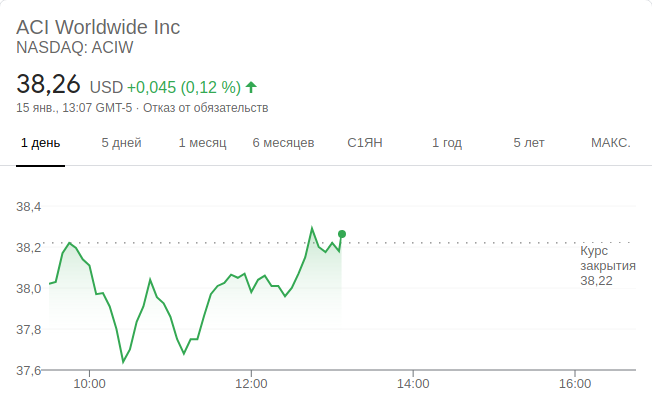 ACI Worldwide Inc
NASDAQ: ACIW
38,26 USD +0,045 (0,12 %)
15 янв., 13:07 GMT-5 · Отказ от обязательств
1 день 5 дней 1 месяц 6 месяцев С1ЯН 1 год 5 лет МАКС.
38,4
38,2
38,0
37,8
37,6
Курс
закрытия
38,22
10:00 12:00 14:00 16:00